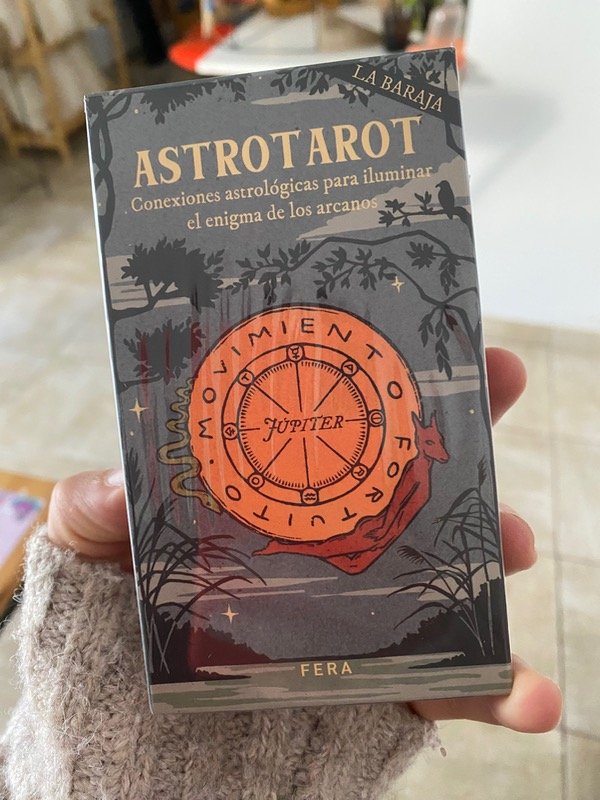 LA BARAJA
ASTROTAROT
Conexiones astrológicas para iluminar
el enigma de los arcanos
MOVIMIENTO FORTUITO
JÚPITER
FERA